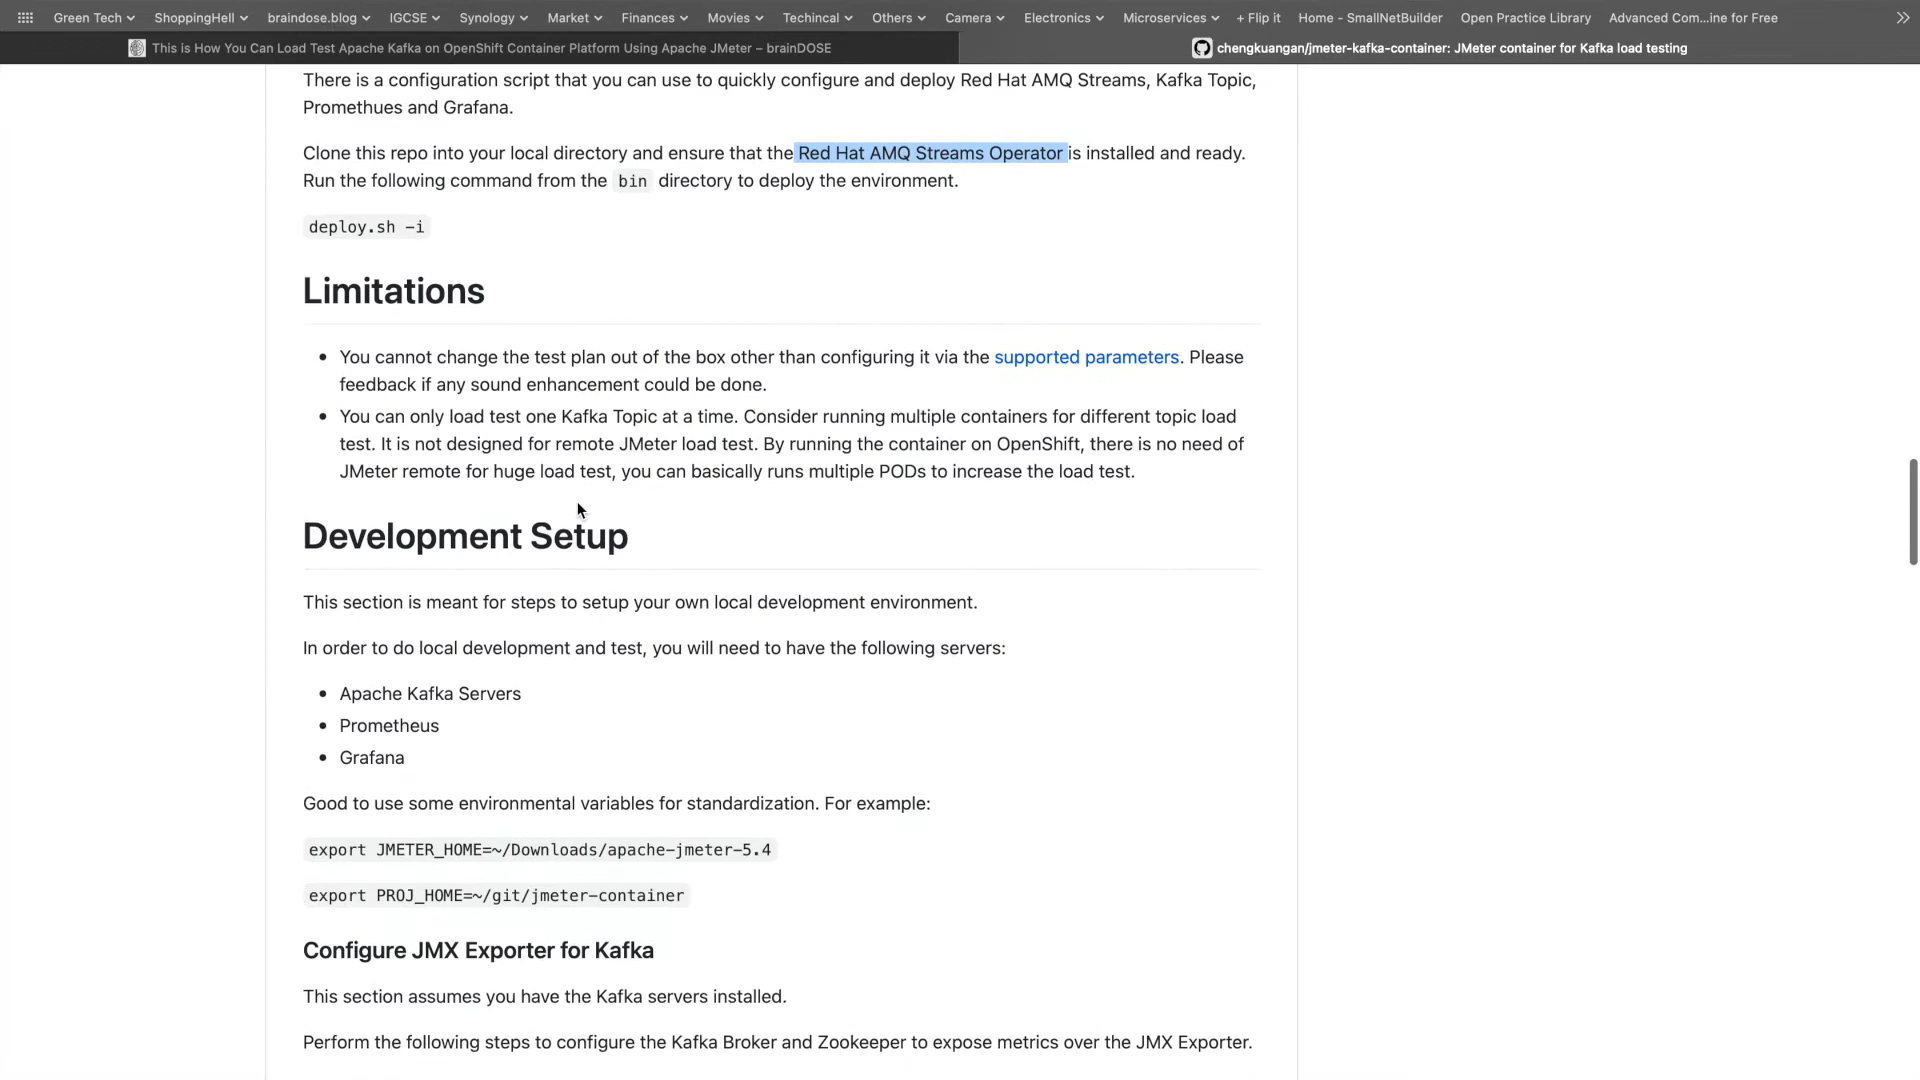 Green Tech ShoppingHell braindose.blog IGCSE Synology Market Finances Movies Techincal Others Camera Electronics Microservices + Flip it Home - SmallNetBuilder Open Practice Library Advanced Com...ine for Free
This is How You Can Load Test Apache Kafka on OpenShift Container Platform Using Apache JMeter – brainDOSE
chengkuangan/jmeter-kafka-container: JMeter container for Kafka load testing
There is a configuration script that you can use to quickly configure and deploy Red Hat AMQ Streams, Kafka Topic,
Promethues and Grafana.
Clone this repo into your local directory and ensure that the Red Hat AMQ Streams Operator is installed and ready.
Run the following command from the bin directory to deploy the environment.
deploy.sh -i
Limitations
• You cannot change the test plan out of the box other than configuring it via the supported parameters. Please
feedback if any sound enhancement could be done.
• You can only load test one Kafka Topic at a time. Consider running multiple containers for different topic load
test. It is not designed for remote JMeter load test. By running the container on OpenShift, there is no need of
JMeter remote for huge load test, you can basically runs multiple PODs to increase the load test.
Development Setup
This section is meant for steps to setup your own local development environment.
In order to do local development and test, you will need to have the following servers:
• Apache Kafka Servers
• Prometheus
• Grafana
Good to use some environmental variables for standardization. For example:
export JMETER_HOME=~/Downloads/apache-jmeter-5.4
export PROJ_HOME=~/git/jmeter-container
Configure JMX Exporter for Kafka
This section assumes you have the Kafka servers installed.
Perform the following steps to configure the Kafka Broker and Zookeeper to expose metrics over the JMX Exporter.